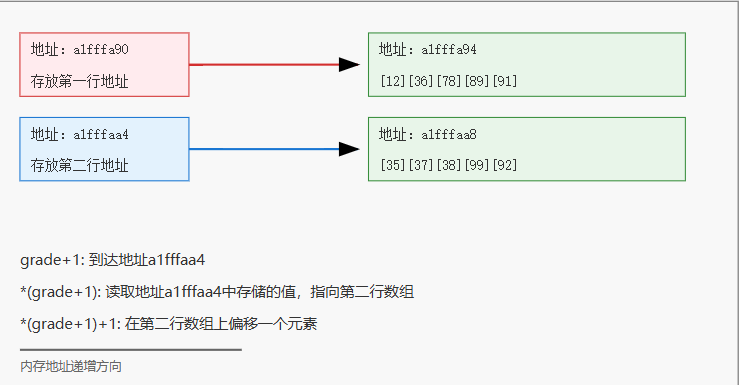 地址：a1fffa90
存放第一行地址
地址：a1fffa94
[12][36][78][89][91]
地址：a1fffaa4
存放第二行地址
地址：a1fffaa8
[35][37][38][99][92]
grade+1: 到达地址a1fffaa4
*(grade+1): 读取地址a1fffaa4中存储的值，指向第二行数组
*(grade+1)+1: 在第二行数组上偏移一个元素
内存地址递增方向